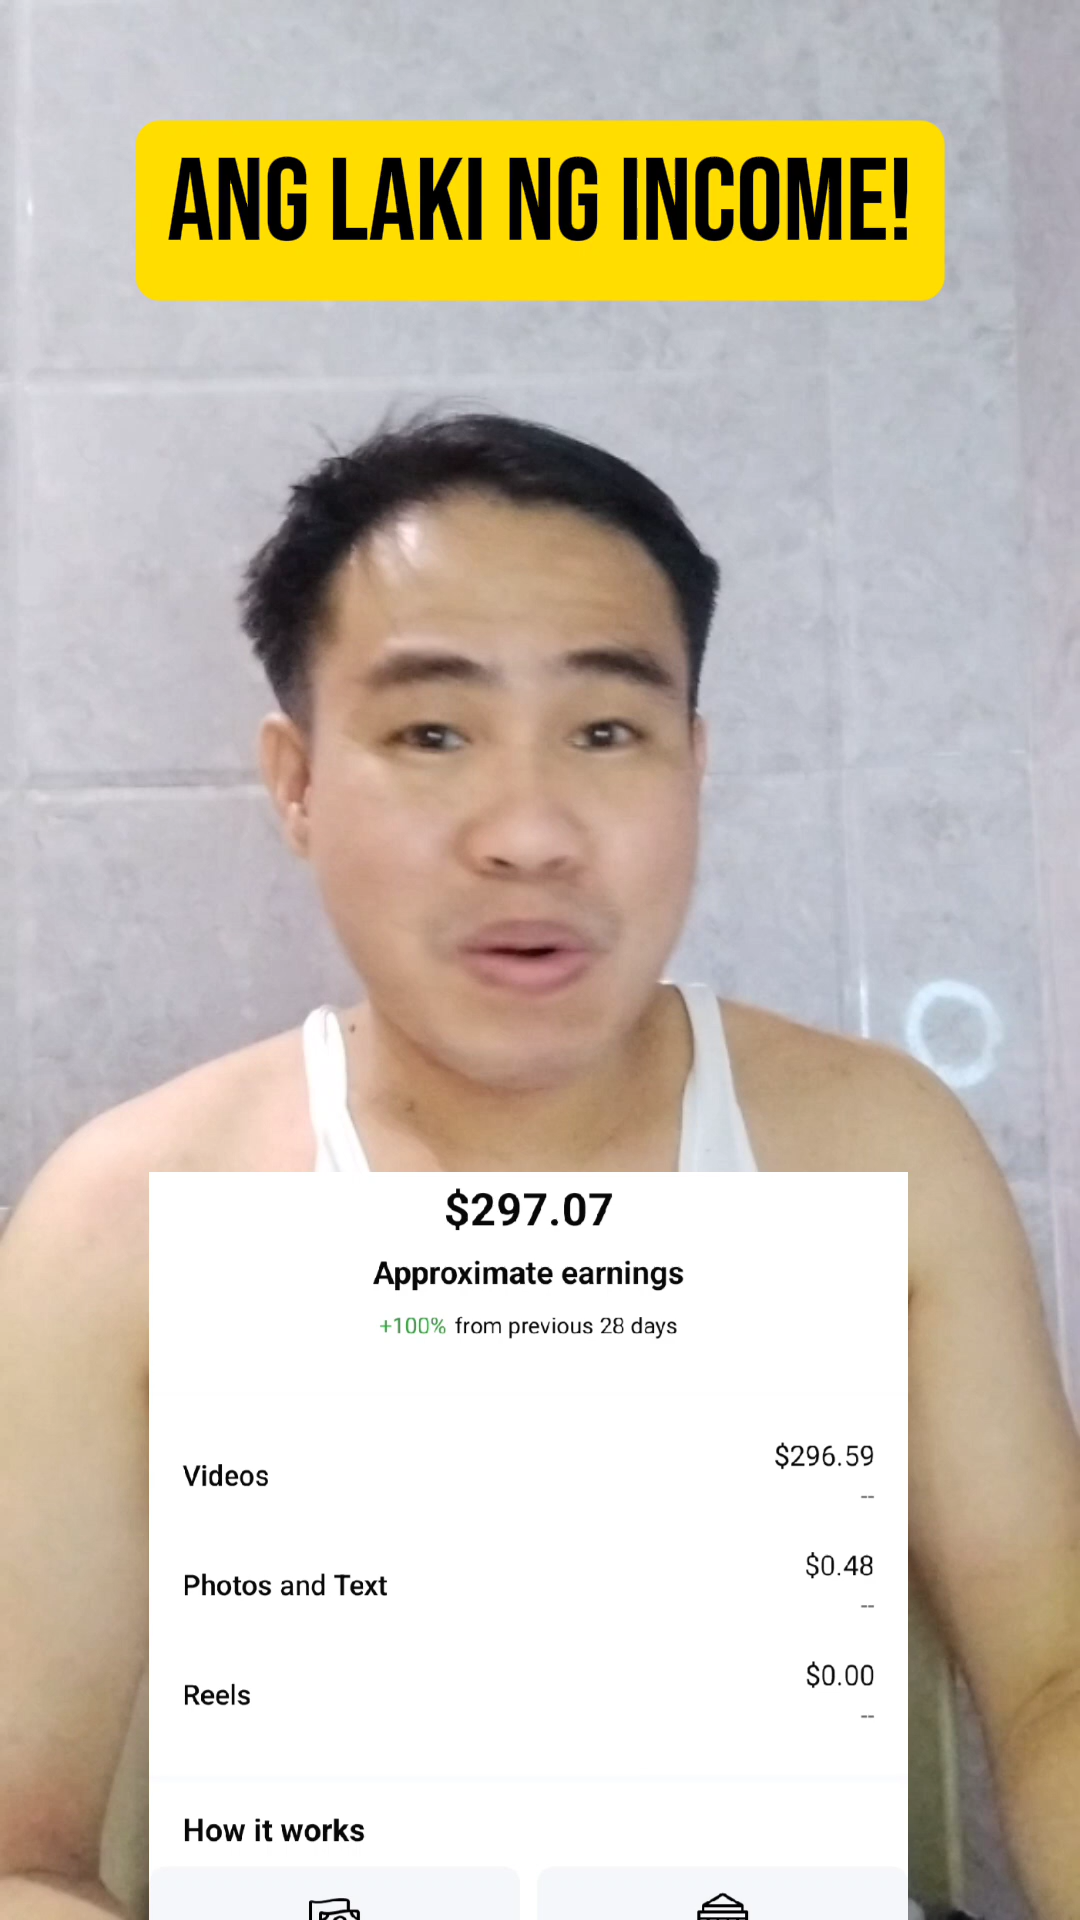 ANG LAKI NG INCOME!
$297.07
Approximate earnings
+100% from previous 28 days
Videos
$296.59
--
Photos and Text
$0.48
--
Reels
$0.00
--
How it works